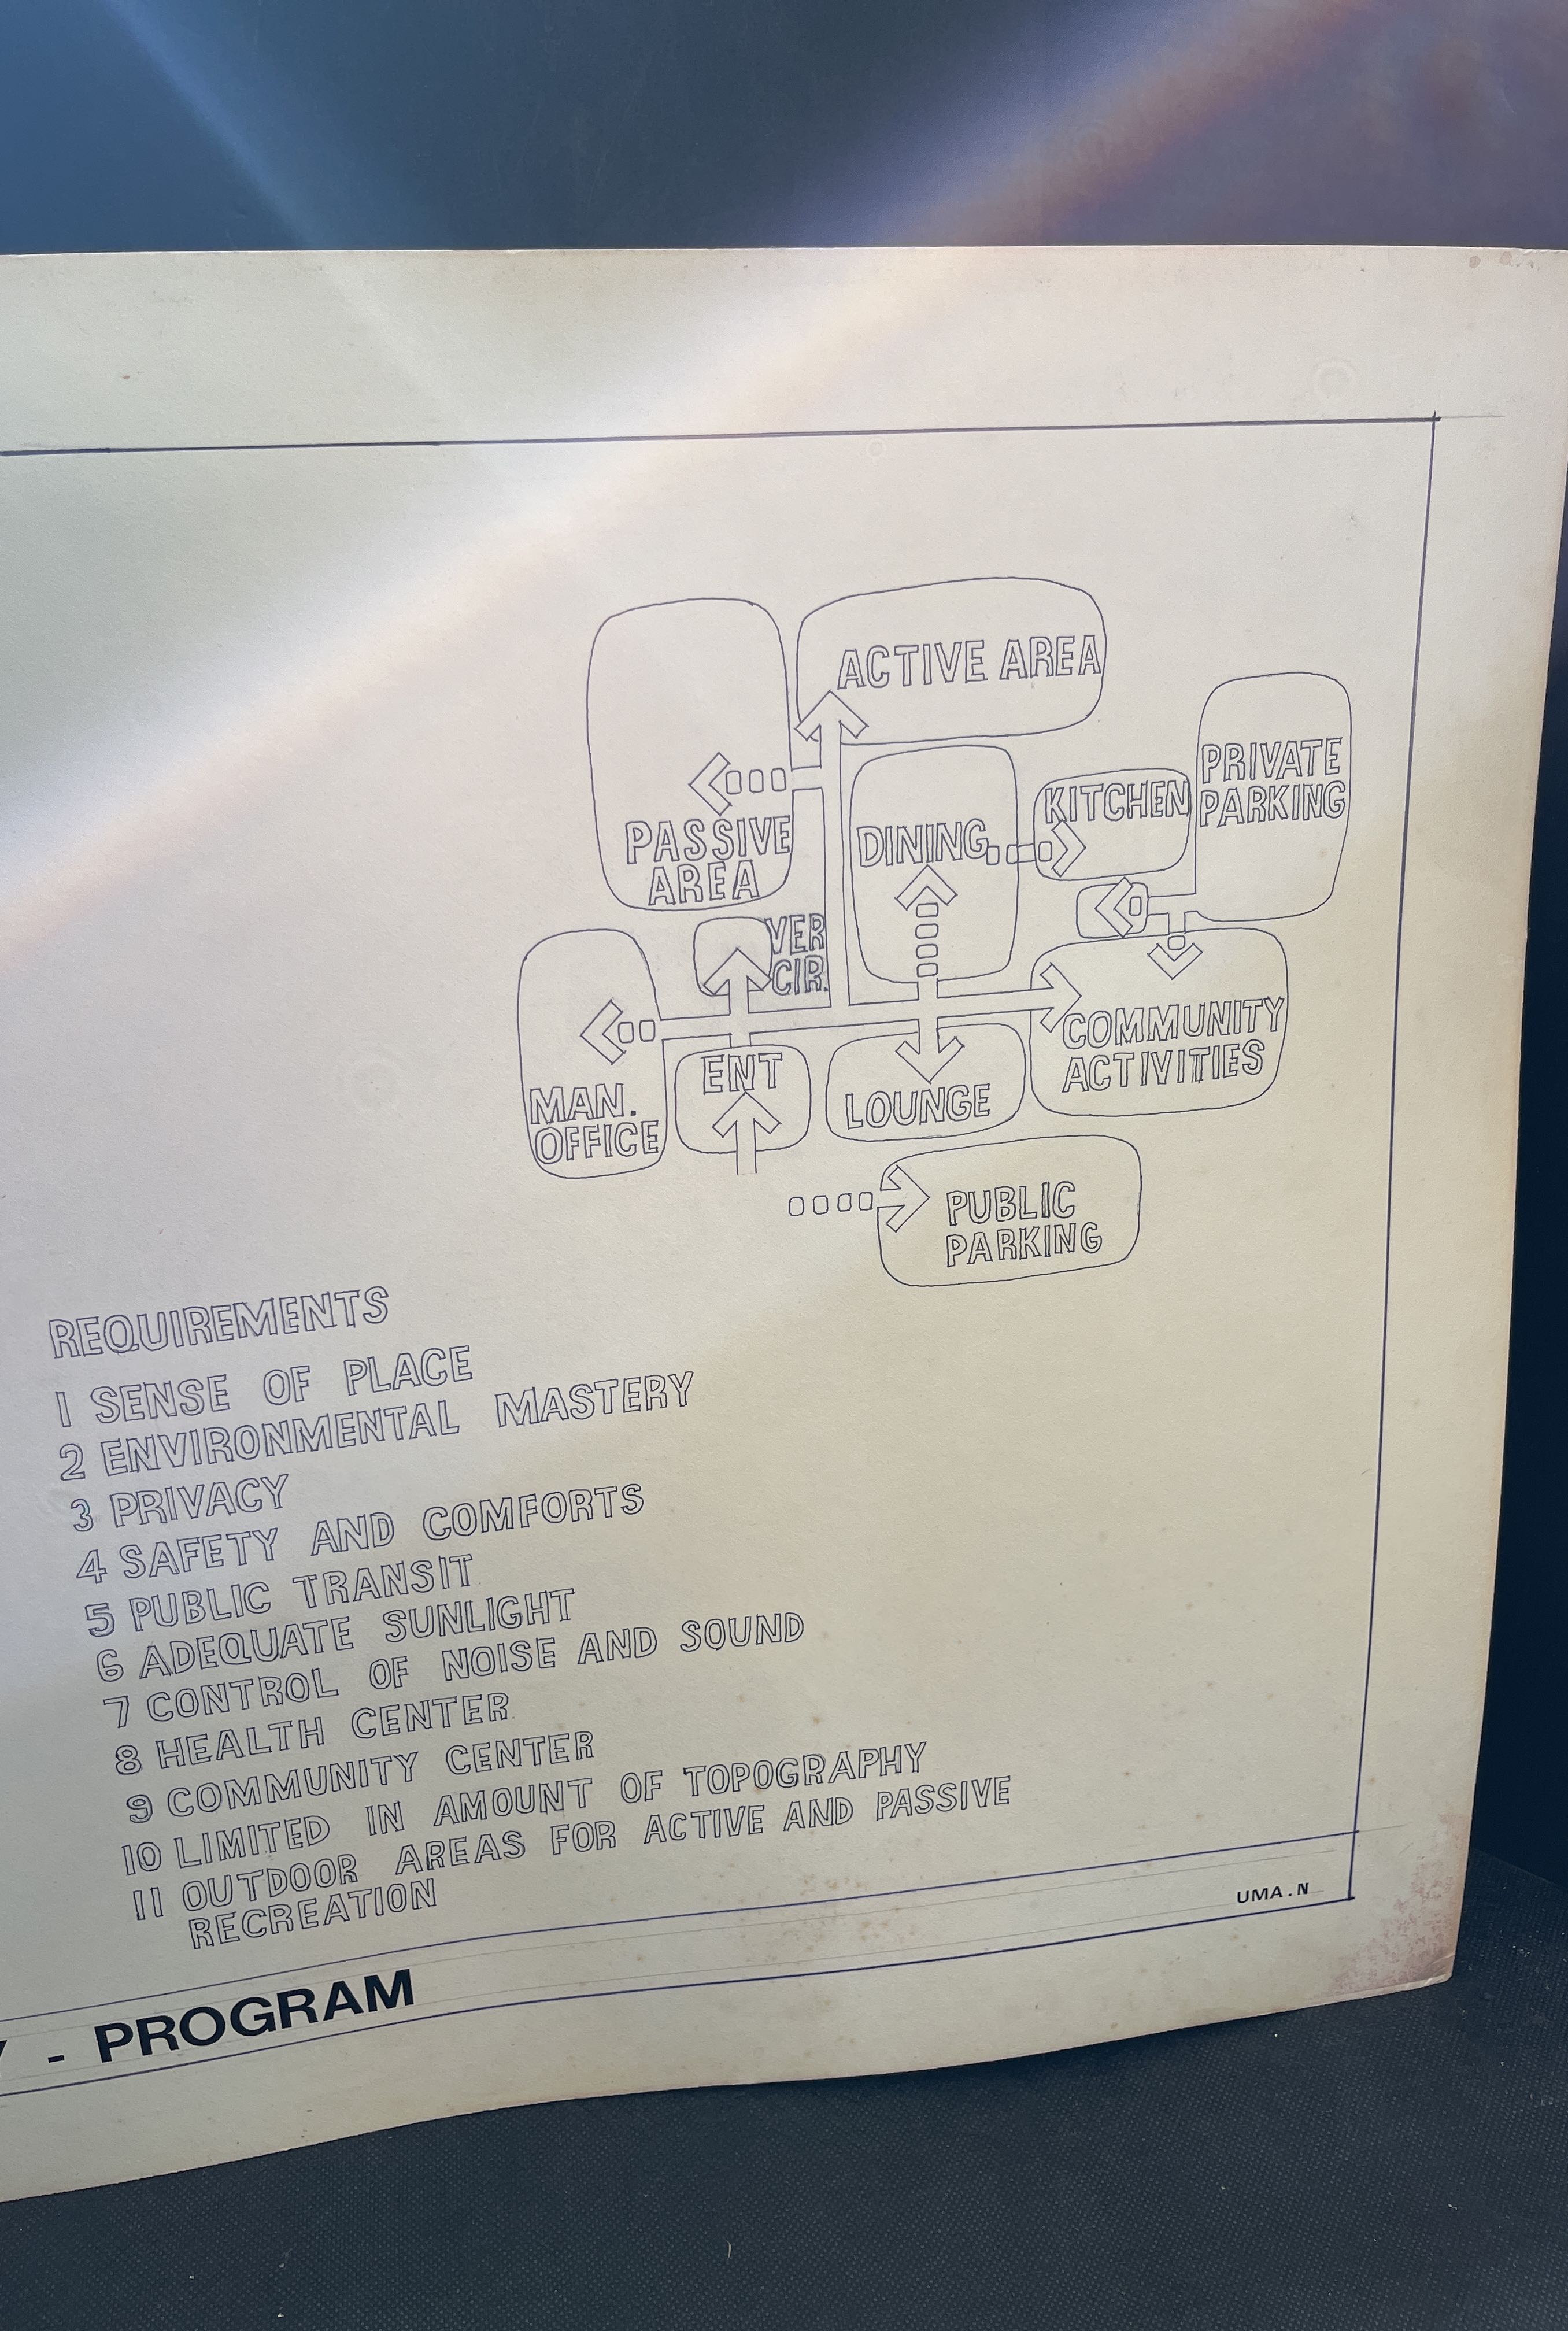 ACTIVE AREA
PRIVATE
PARKING
KITCHEN
PASSIVE
AREA
DINING
VER
CIR.
COMMUNITY
ACTIVITIES
ENT
MAN.
OFFICE
LOUNGE
PUBLIC
PARKING
REQUIREMENTS
1 SENSE OF PLACE
2 ENVIRONMENTAL MASTERY
3 PRIVACY
4 SAFETY AND COMFORTS
5 PUBLIC TRANSIT
6 ADEQUATE SUNLIGHT
7 CONTROL OF NOISE AND SOUND
8 HEALTH CENTER
9 COMMUNITY CENTER
10 LIMITED IN AMOUNT OF TOPOGRAPHY
11 OUTDOOR AREAS FOR ACTIVE AND PASSIVE
RECREATION
UMA.N
- PROGRAM